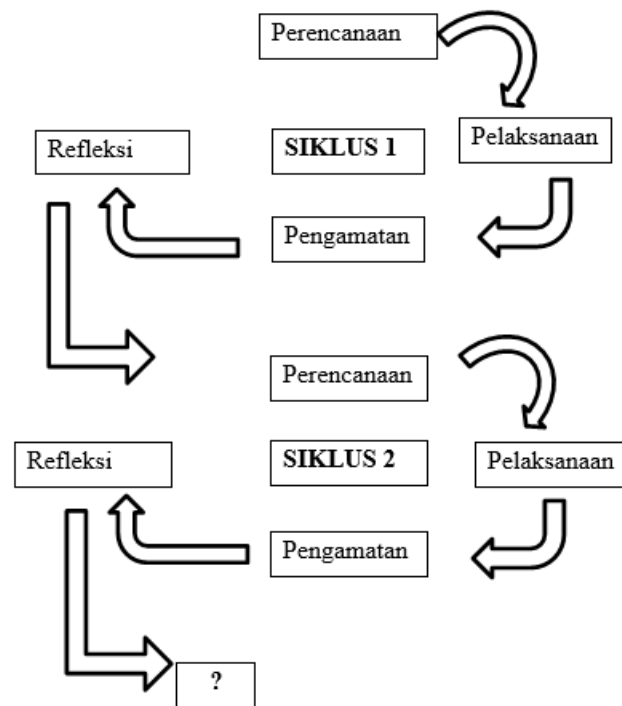 Perencanaan
Refleksi
SIKLUS 1
Pelaksanaan
Pengamatan
Perencanaan
Refleksi
SIKLUS 2
Pelaksanaan
Pengamatan
?